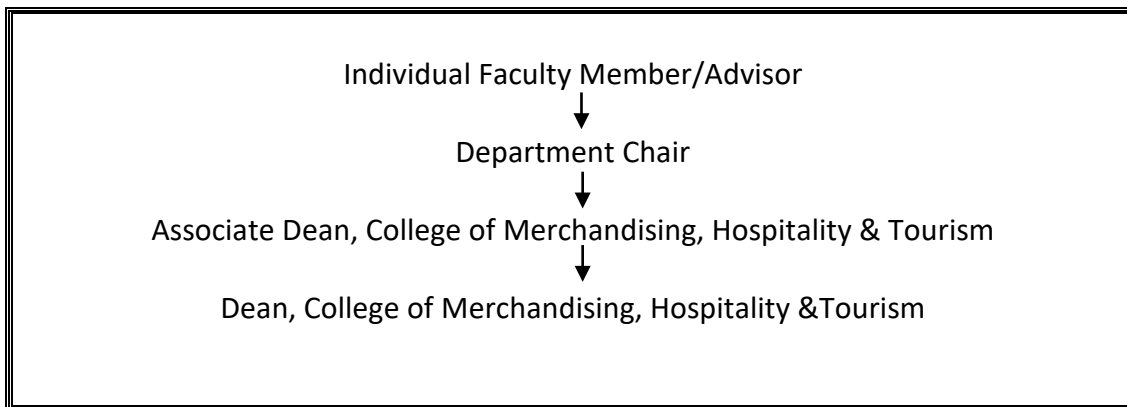 Individual Faculty Member/Advisor
Department Chair
Associate Dean, College of Merchandising, Hospitality & Tourism
Dean, College of Merchandising, Hospitality &Tourism